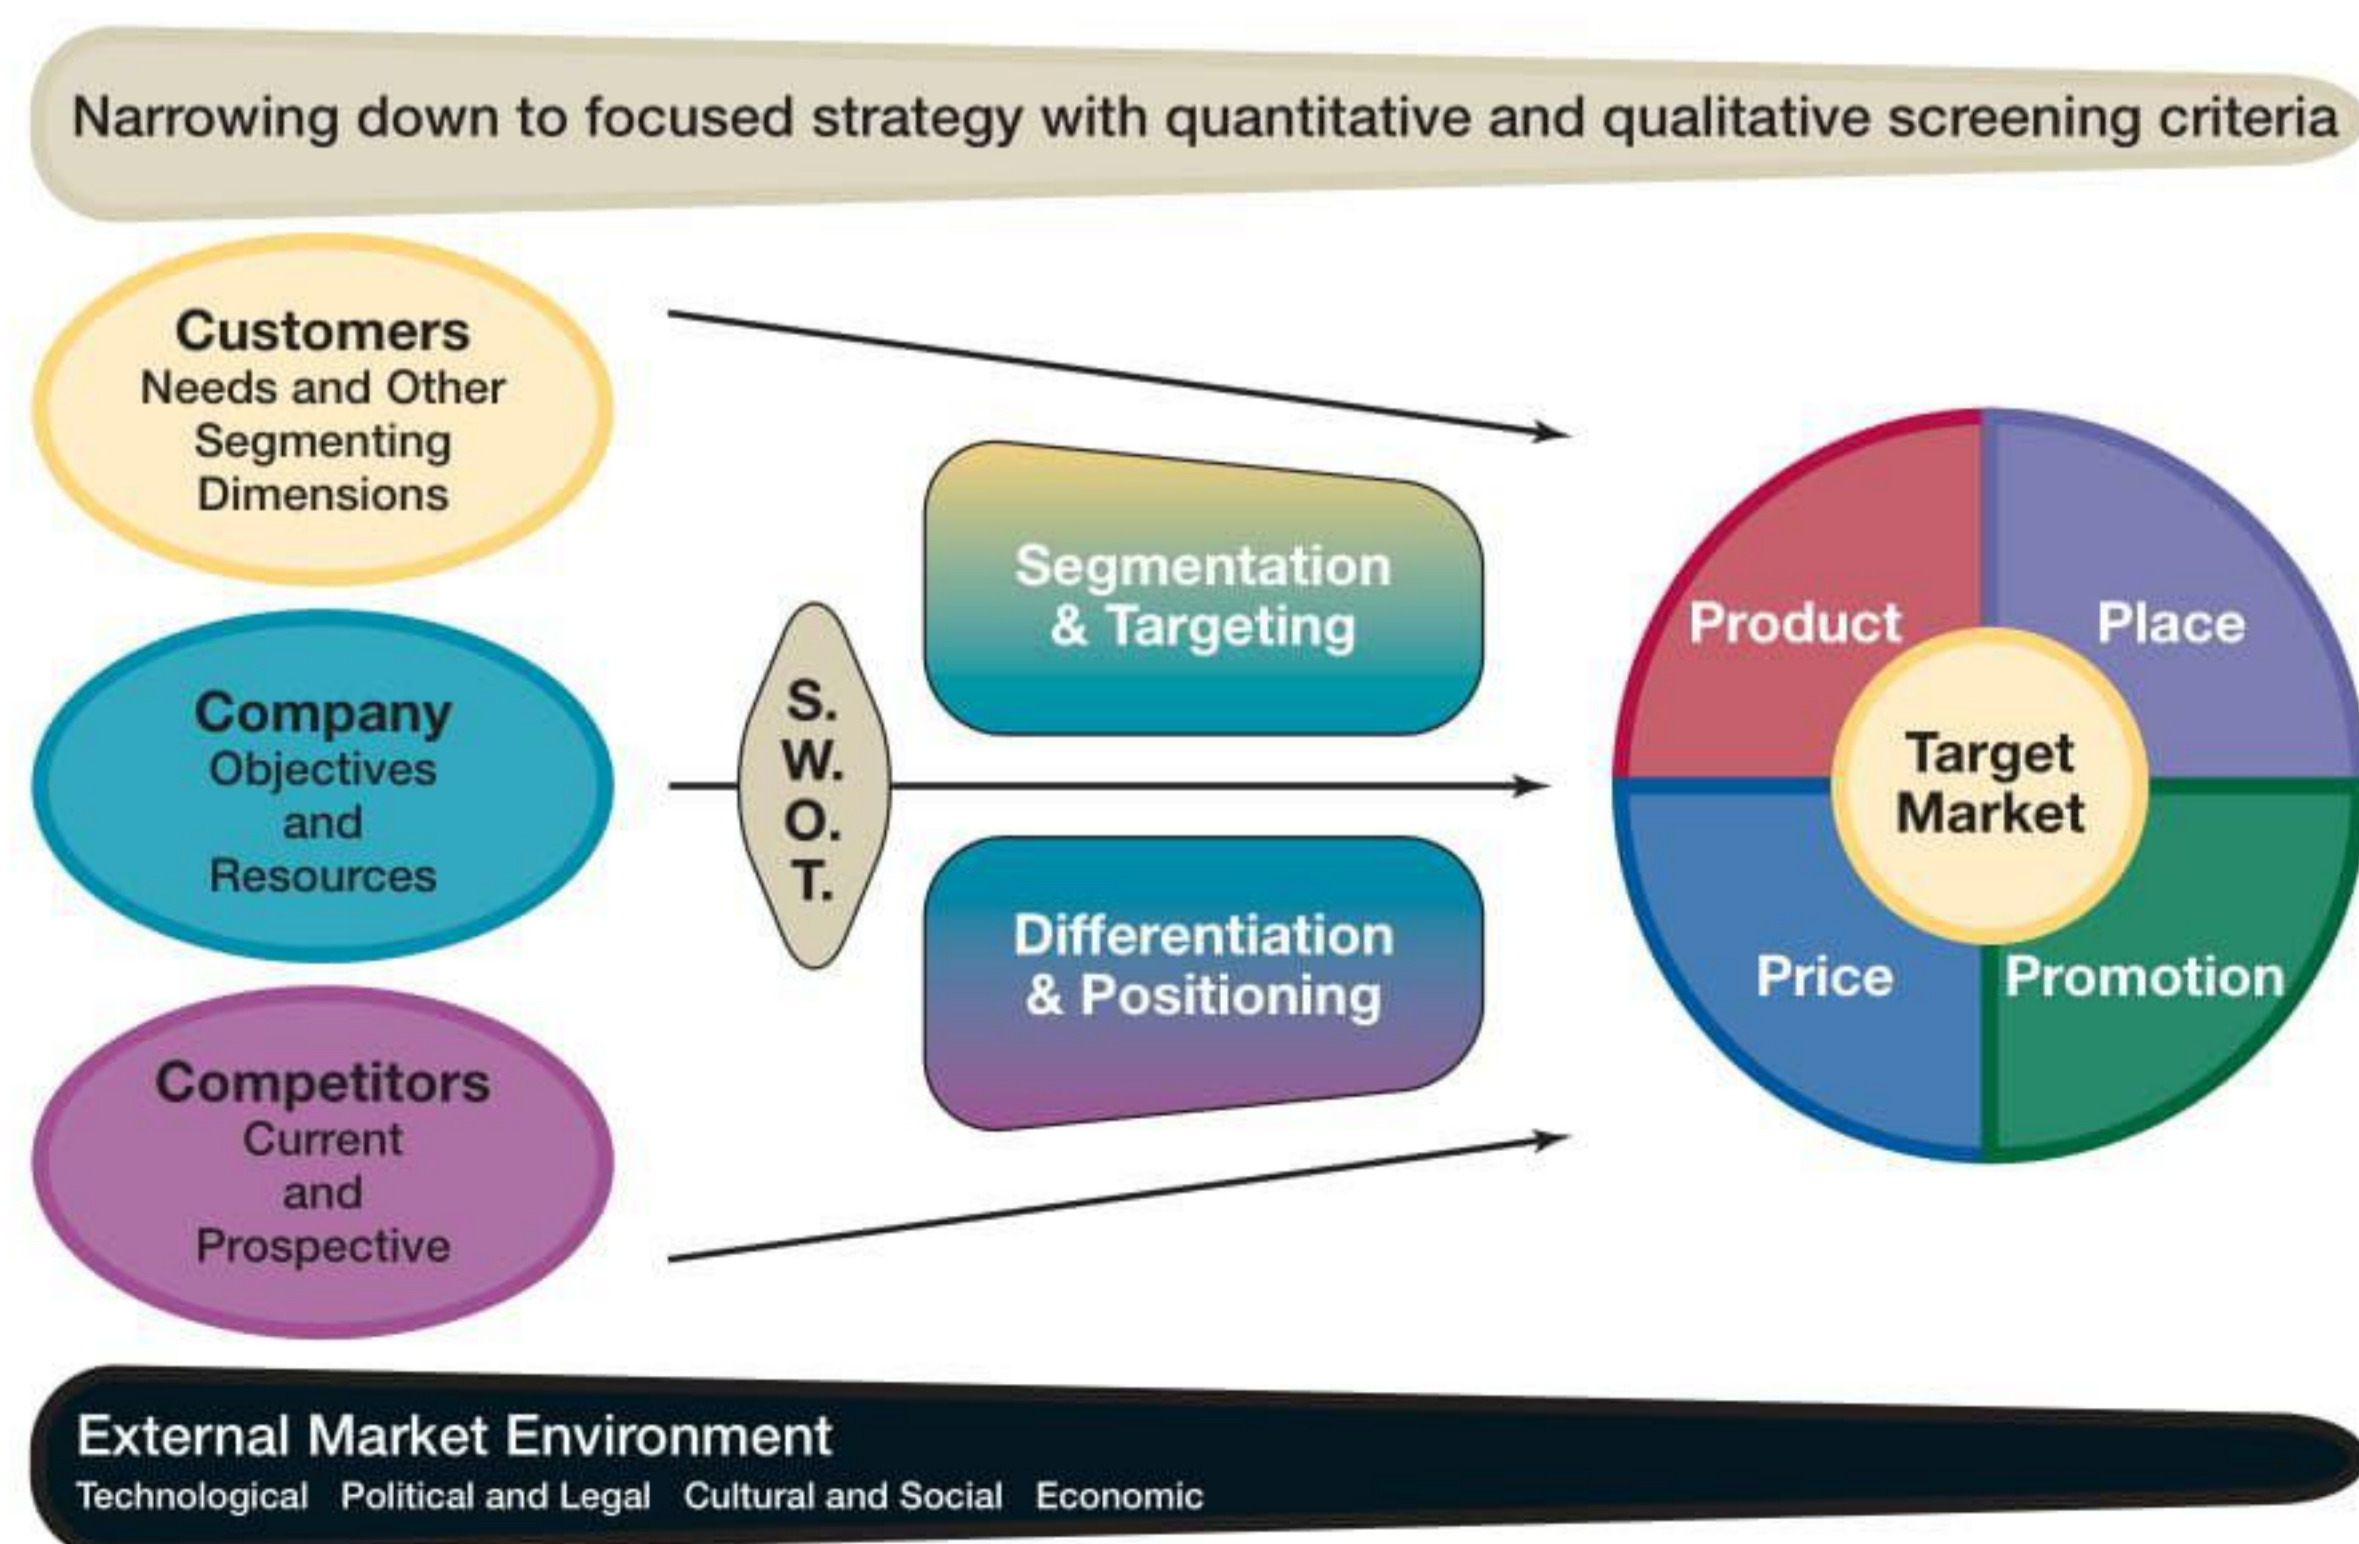 Narrowing down to focused strategy with quantitative and qualitative screening criteria
Customers
Needs and Other
Segmenting
Dimensions
Company
Objectives
and
Resources
Competitors
Current
and
Prospective
S.
W.
O.
T.
Segmentation
& Targeting
Differentiation
& Positioning
Product
Place
Target
Market
Price
Promotion
External Market Environment
Technological Political and Legal Cultural and Social Economic